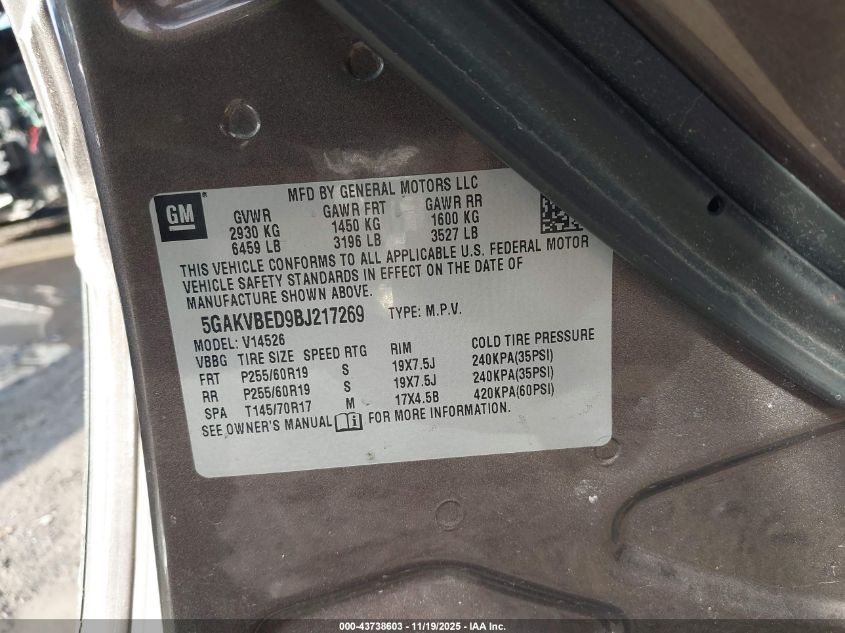 MFD BY GENERAL MOTORS LLC
GM®
GVWR GAWR FRT GAWR RR
2930 KG 1450 KG 1600 KG
6459 LB 3196 LB 3527 LB
THIS VEHICLE CONFORMS TO ALL APPLICABLE U.S. FEDERAL MOTOR
VEHICLE SAFETY STANDARDS IN EFFECT ON THE DATE OF
MANUFACTURE SHOWN ABOVE.
5GAKVBED9BJ217269 TYPE: M.P.V.
MODEL: V14526
VBBG TIRE SIZE SPEED RTG RIM COLD TIRE PRESSURE
FRT P255/60R19 S 19X7.5J 240KPA(35PSI)
RR P255/60R19 S 19X7.5J 240KPA(35PSI)
SPA T145/70R17 M 17X4.5B 420KPA(60PSI)
SEE OWNER'S MANUAL FOR MORE INFORMATION.
000-43738603 — 11/19/2025 — IAA Inc.